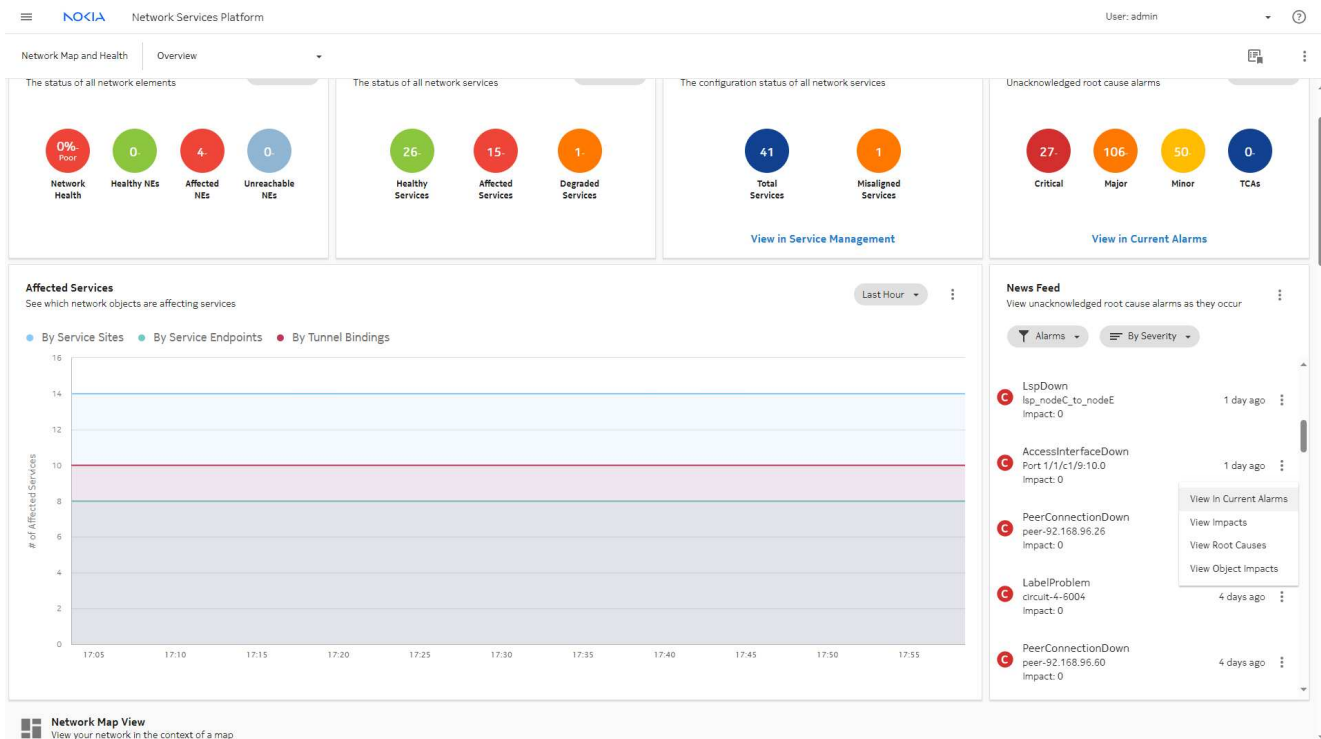 NOKIA Network Services Platform User: admin
Network Map and Health Overview
The status of all network elements
The status of all network services
The configuration status of all network services
Unacknowledged root cause alarms
0%- Poor
0-
4-
0-
Network Health
Healthy NEs
Affected NEs
Unreachable NEs
26-
15-
1-
Healthy Services
Affected Services
Degraded Services
41
1
Total Services
Misaligned Services
View in Service Management
27-
106-
50-
0-
Critical
Major
Minor
TCAs
View in Current Alarms
Affected Services
See which network objects are affecting services
Last Hour
By Service Sites By Service Endpoints By Tunnel Bindings
# of Affected Services
16
14
12
10
8
6
4
2
0
17:05 17:10 17:15 17:20 17:25 17:30 17:35 17:40 17:45 17:50 17:55
News Feed
View unacknowledged root cause alarms as they occur
Alarms By Severity
C
LspDown
lsp_nodeC_to_nodeE 1 day ago
Impact: 0
C
AccessInterfaceDown
Port 1/1/c1/9:10.0 1 day ago
Impact: 0
View In Current Alarms
View Impacts
View Root Causes
View Object Impacts
C
PeerConnectionDown
peer-92.168.96.26
Impact: 0
C
LabelProblem
circuit-4-6004 4 days ago
Impact: 0
C
PeerConnectionDown
peer-92.168.96.60 4 days ago
Impact: 0
Network Map View
View your network in the context of a map